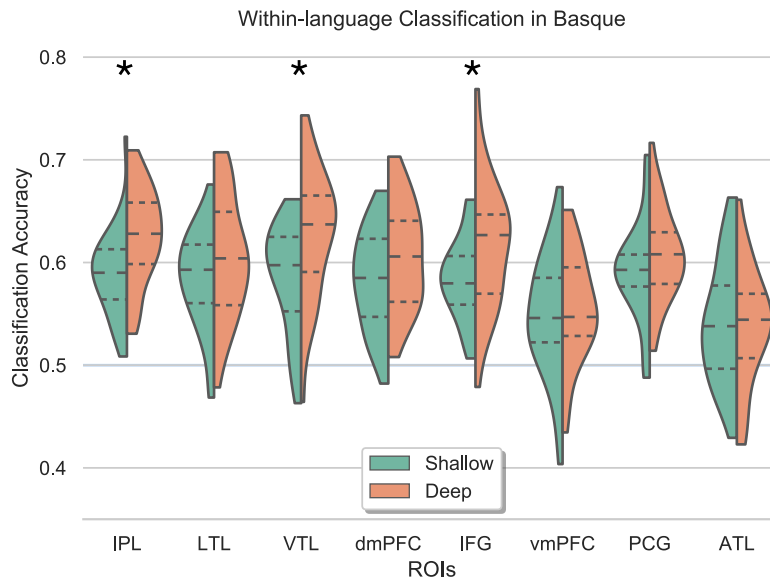 Within-language Classification in Basque
Classification Accuracy
0.8
0.7
0.6
0.5
0.4
* * *
Shallow
Deep
IPL LTL VTL dmPFC IFG vmPFC PCG ATL
ROIs